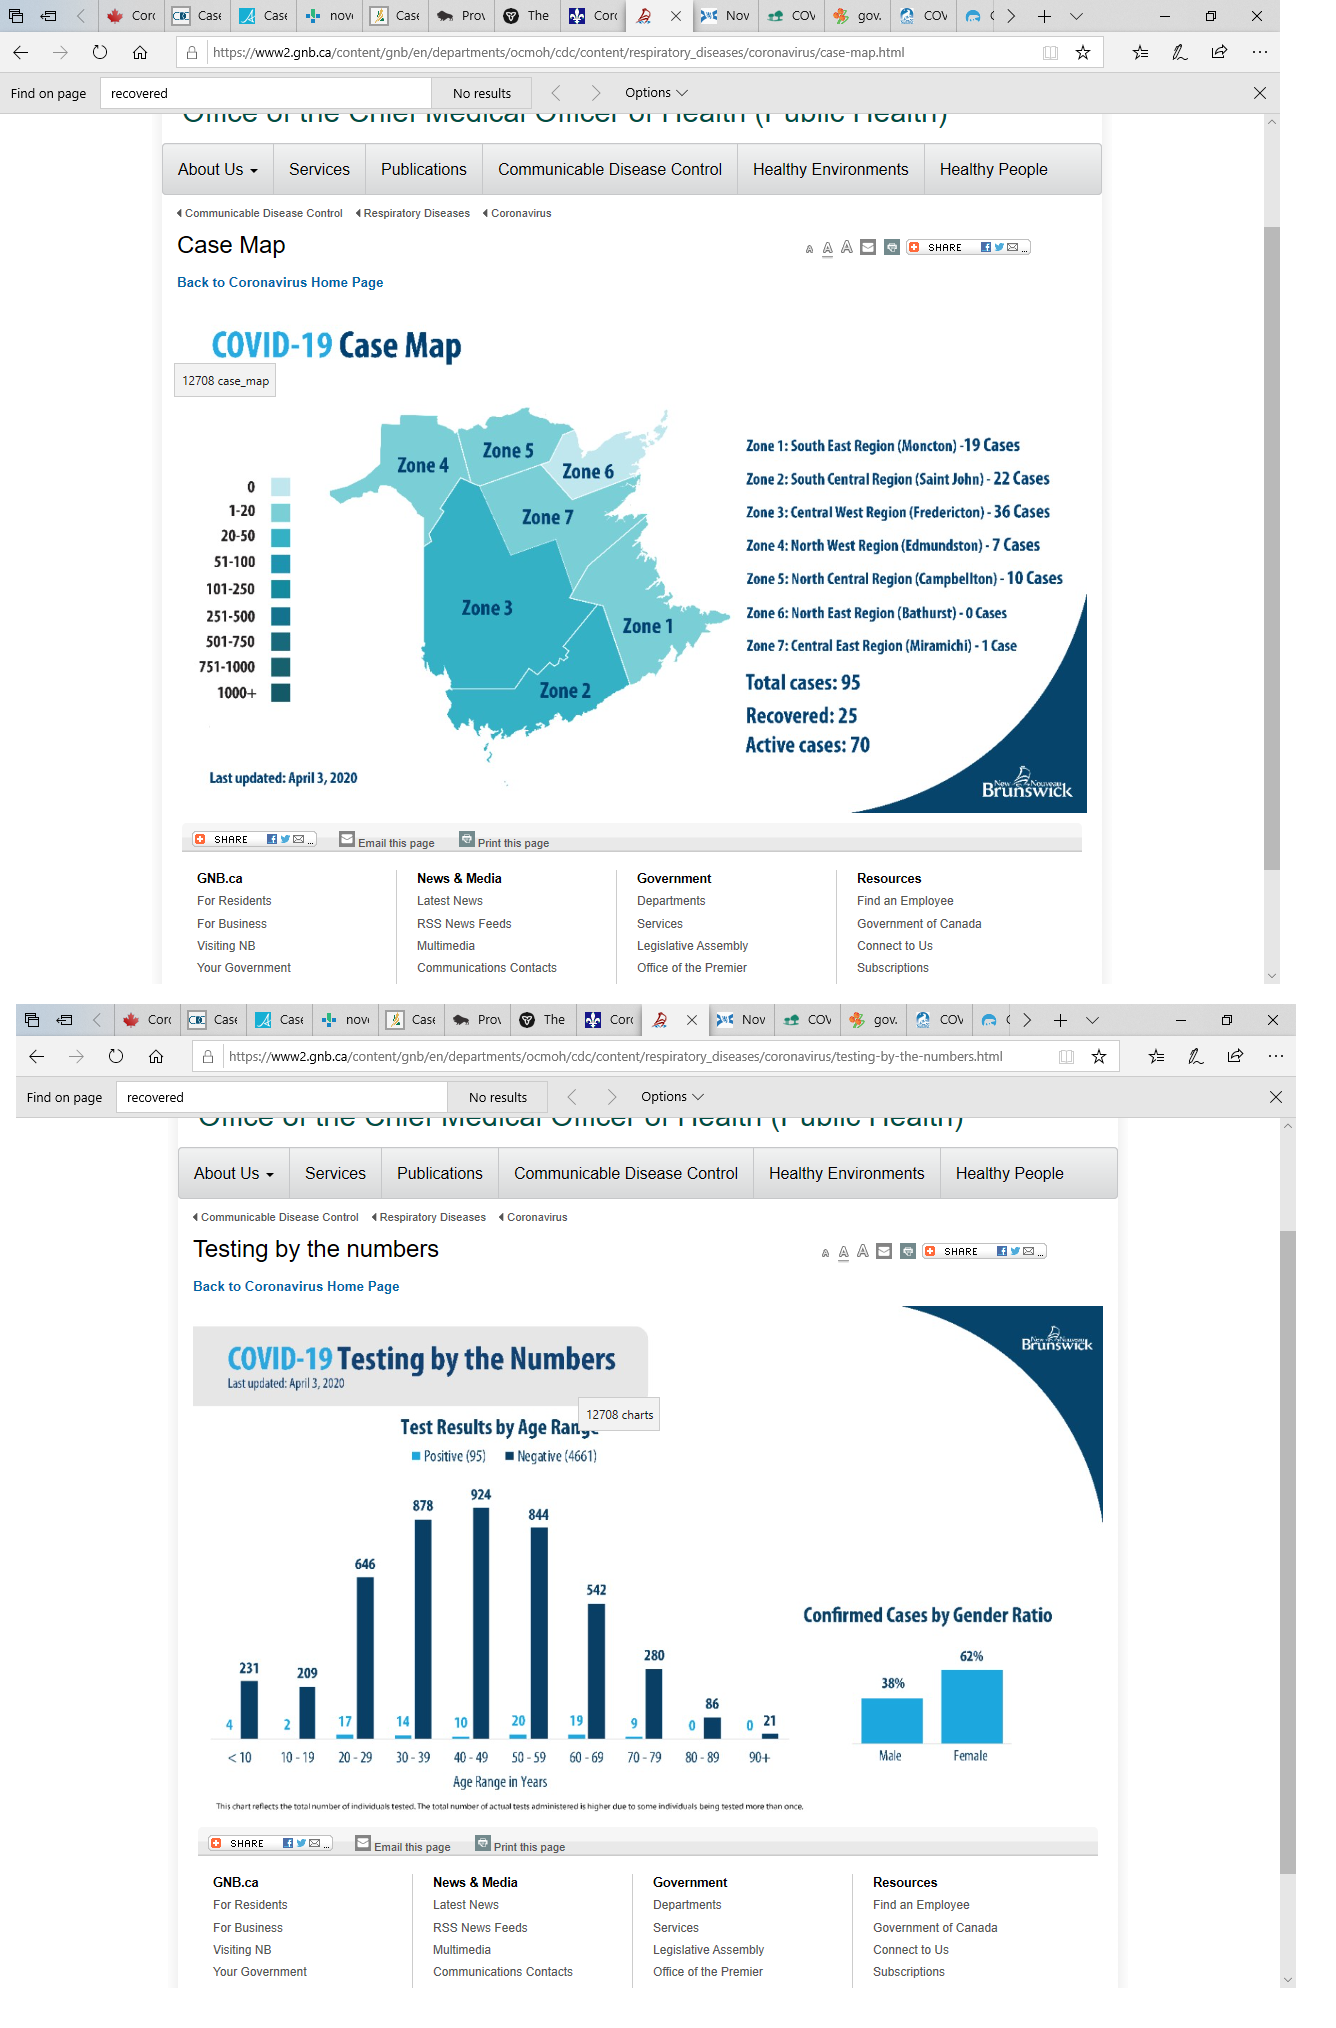 Corc
Case
Case
nove
Case
Prov
The
Corc
Nov
COV
gov.
COV
https://www2.gnb.ca/content/gnb/en/departments/ocmoh/cdc/content/respiratory_diseases/coronavirus/case-map.html
Find on page recovered No results Options
Office of the Chief Medical Officer of Health (Public Health)
About Us Services Publications Communicable Disease Control Healthy Environments Healthy People
Communicable Disease Control Respiratory Diseases Coronavirus
Case Map
A A A SHARE ...
Back to Coronavirus Home Page
COVID-19 Case Map
12708 case_map
Zone 4
Zone 5
Zone 6
Zone 7
Zone 3
Zone 1
Zone 2
0
1-20
20-50
51-100
101-250
251-500
501-750
751-1000
1000+
Last updated: April 3, 2020
Zone 1: South East Region (Moncton) -19 Cases
Zone 2: South Central Region (Saint John) - 22 Cases
Zone 3: Central West Region (Fredericton) - 36 Cases
Zone 4: North West Region (Edmundston) - 7 Cases
Zone 5: North Central Region (Campbellton) - 10 Cases
Zone 6: North East Region (Bathurst) - 0 Cases
Zone 7: Central East Region (Miramichi) - 1 Case
Total cases: 95
Recovered: 25
Active cases: 70
New Nouveau
Brunswick
SHARE ... Email this page Print this page
GNB.ca News & Media Government Resources
For Residents Latest News Departments Find an Employee
For Business RSS News Feeds Services Government of Canada
Visiting NB Multimedia Legislative Assembly Connect to Us
Your Government Communications Contacts Office of the Premier Subscriptions
Corc
Case
Case
nove
Case
Prov
The
Corc
Nov
COV
gov.
COV
https://www2.gnb.ca/content/gnb/en/departments/ocmoh/cdc/content/respiratory_diseases/coronavirus/testing-by-the-numbers.html
Find on page recovered No results Options
Office of the Chief Medical Officer of Health (Public Health)
About Us Services Publications Communicable Disease Control Healthy Environments Healthy People
Communicable Disease Control Respiratory Diseases Coronavirus
Testing by the numbers
A A A SHARE ...
Back to Coronavirus Home Page
New Nouveau
Brunswick
COVID-19 Testing by the Numbers
Last updated: April 3, 2020
12708 charts
Test Results by Age Range
Positive (95) Negative (4661)
4 231 2 209 17 646 14 878 10 924 20 844 19 542 9 280 0 86 0 21
< 10 10 - 19 20 - 29 30 - 39 40 - 49 50 - 59 60 - 69 70 - 79 80 - 89 90+
Age Range in Years
Confirmed Cases by Gender Ratio
38% 62%
Male Female
This chart reflects the total number of individuals tested. The total number of actual tests administered is higher due to some individuals being tested more than once.
SHARE ... Email this page Print this page
GNB.ca News & Media Government Resources
For Residents Latest News Departments Find an Employee
For Business RSS News Feeds Services Government of Canada
Visiting NB Multimedia Legislative Assembly Connect to Us
Your Government Communications Contacts Office of the Premier Subscriptions